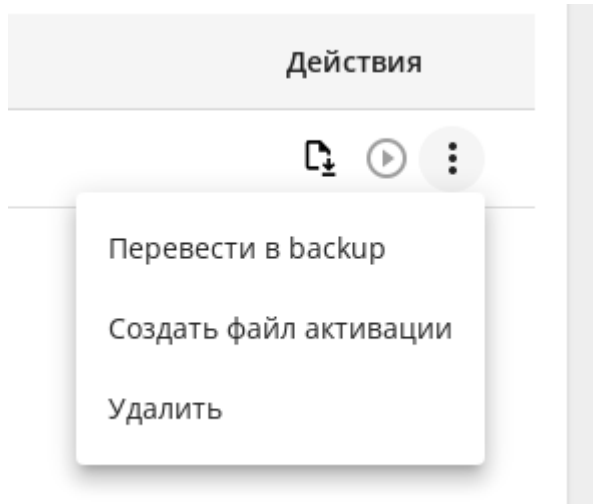 Действия
Перевести в backup
Создать файл активации
Удалить